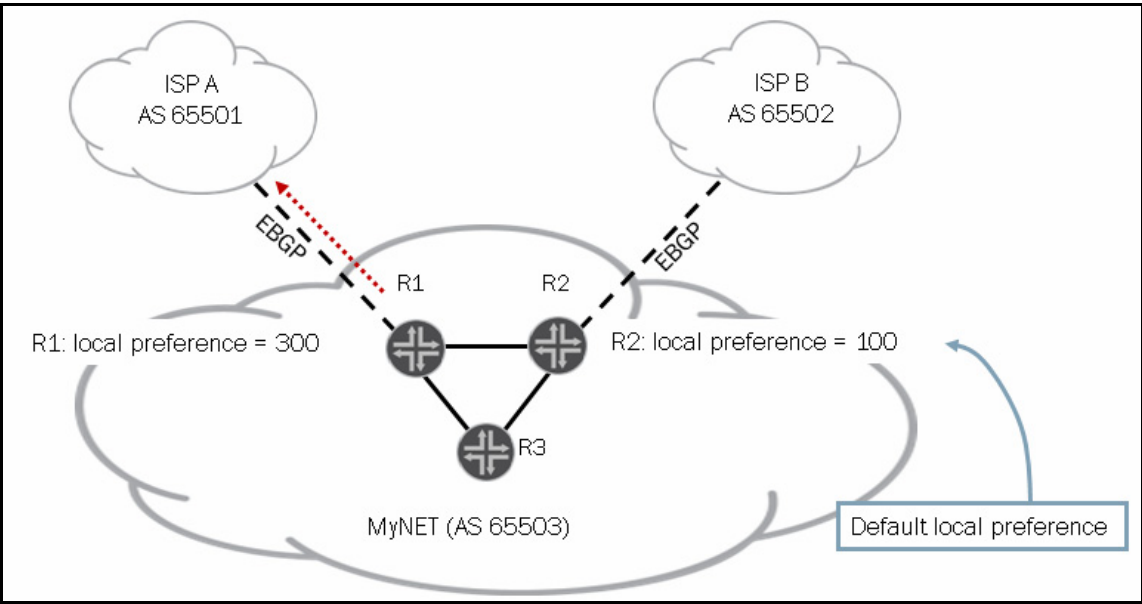 ISP A
AS 65501
ISP B
AS 65502
EBGP
EBGP
R1
R2
R1: local preference = 300
R2: local preference = 100
R3
MyNET (AS 65503)
Default local preference